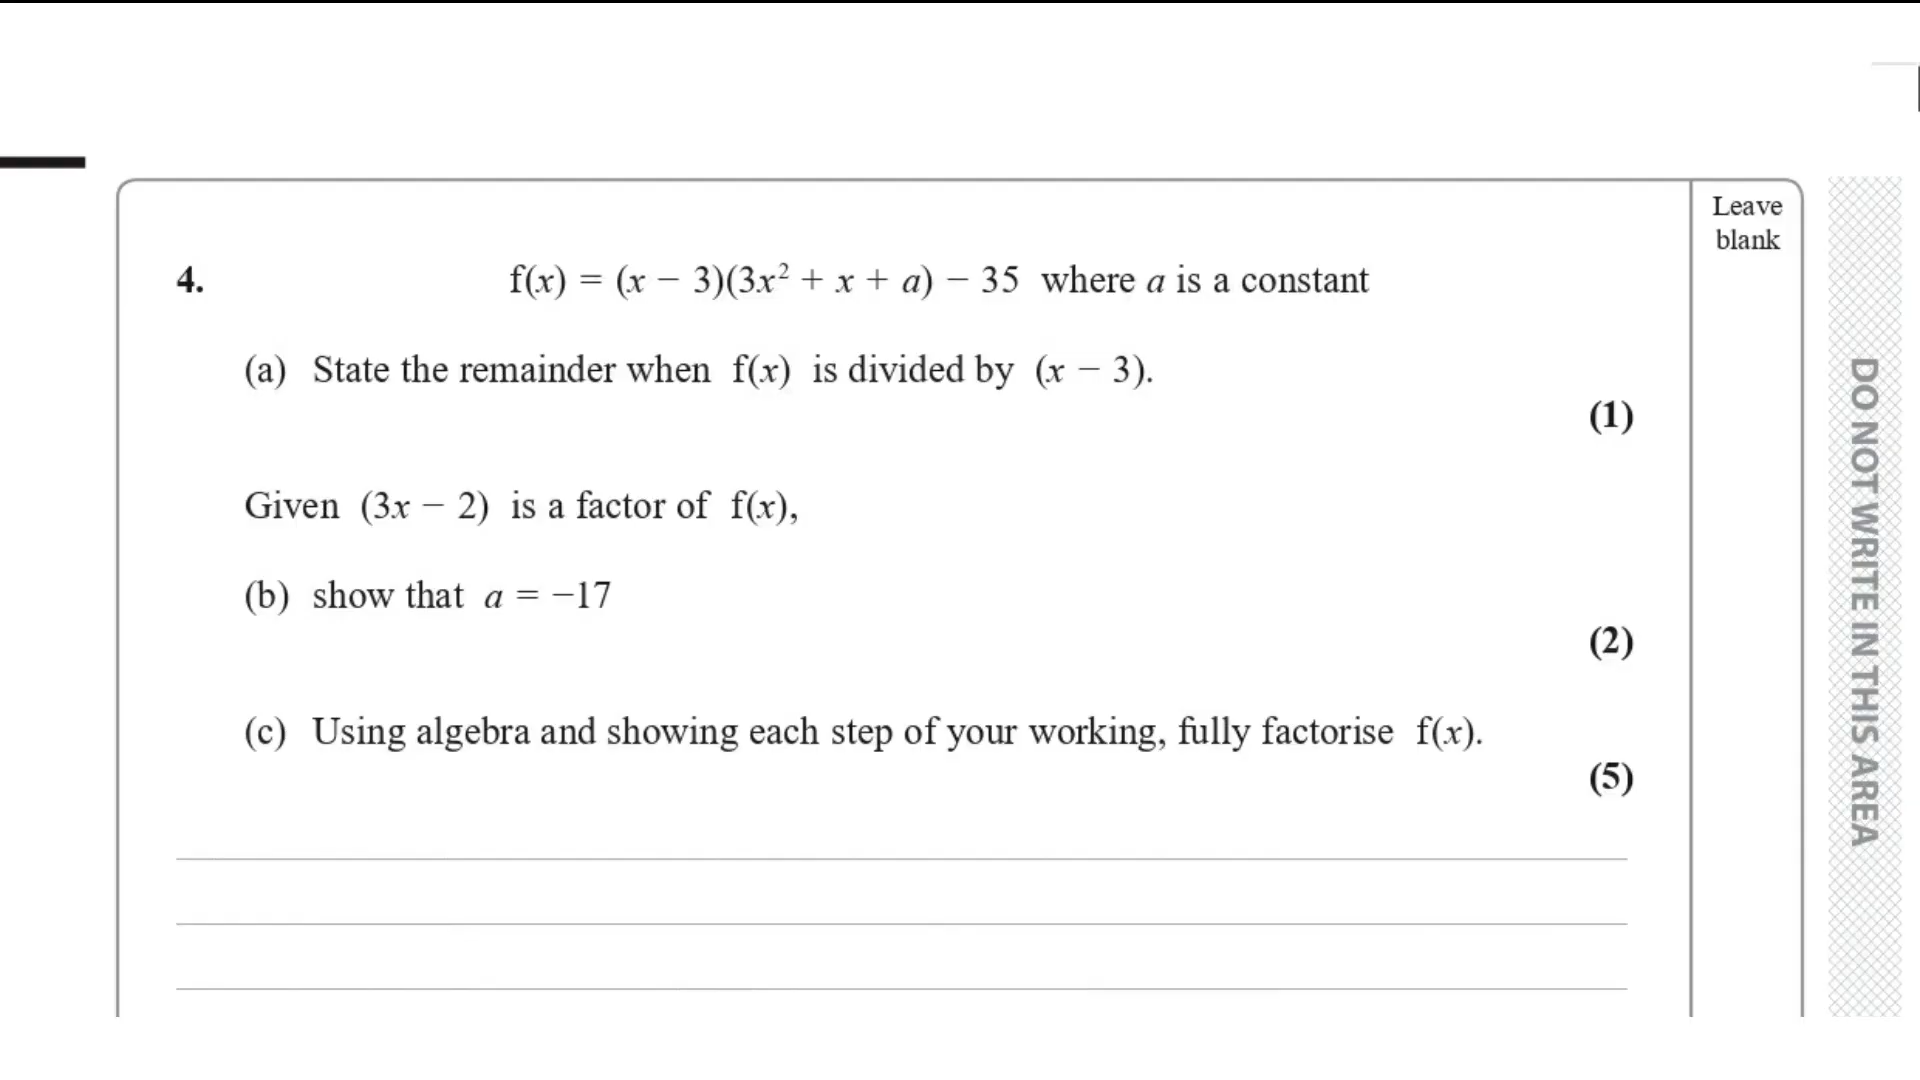 Leave
blank
4. f(x) = (x − 3)(3x² + x + a) − 35 where a is a constant
(a) State the remainder when f(x) is divided by (x − 3).
(1)
Given (3x − 2) is a factor of f(x),
(b) show that a = −17
(2)
(c) Using algebra and showing each step of your working, fully factorise f(x).
(5)
DO NOT WRITE IN THIS AREA